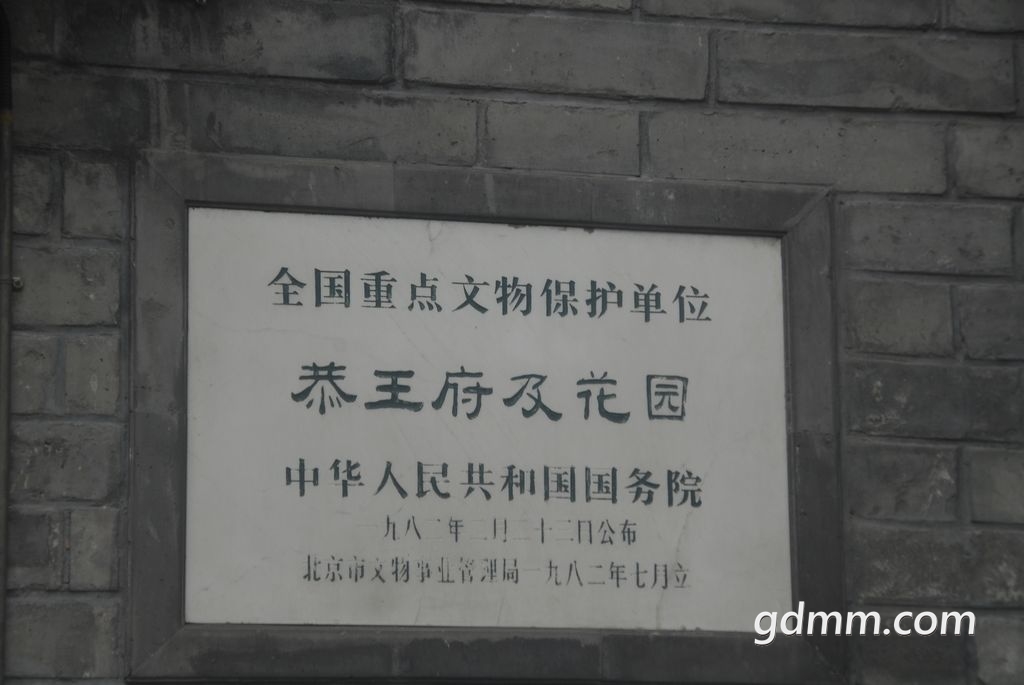 全国重点文物保护单位
恭王府及花园
中华人民共和国国务院
一九八二年二月二十三日公布
北京市文物事业管理局一九八二年七月立
gdmm.com